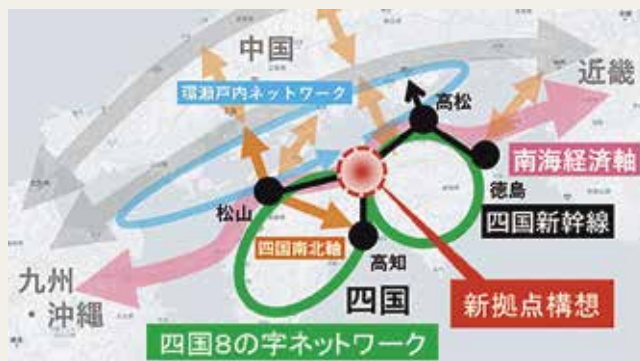 中国
近畿
環瀬戸内ネットワーク
高松
南海経済軸
徳島
松山
四国新幹線
四国南北軸
高知
九州
・沖縄
四国
新拠点構想
四国8の字ネットワーク